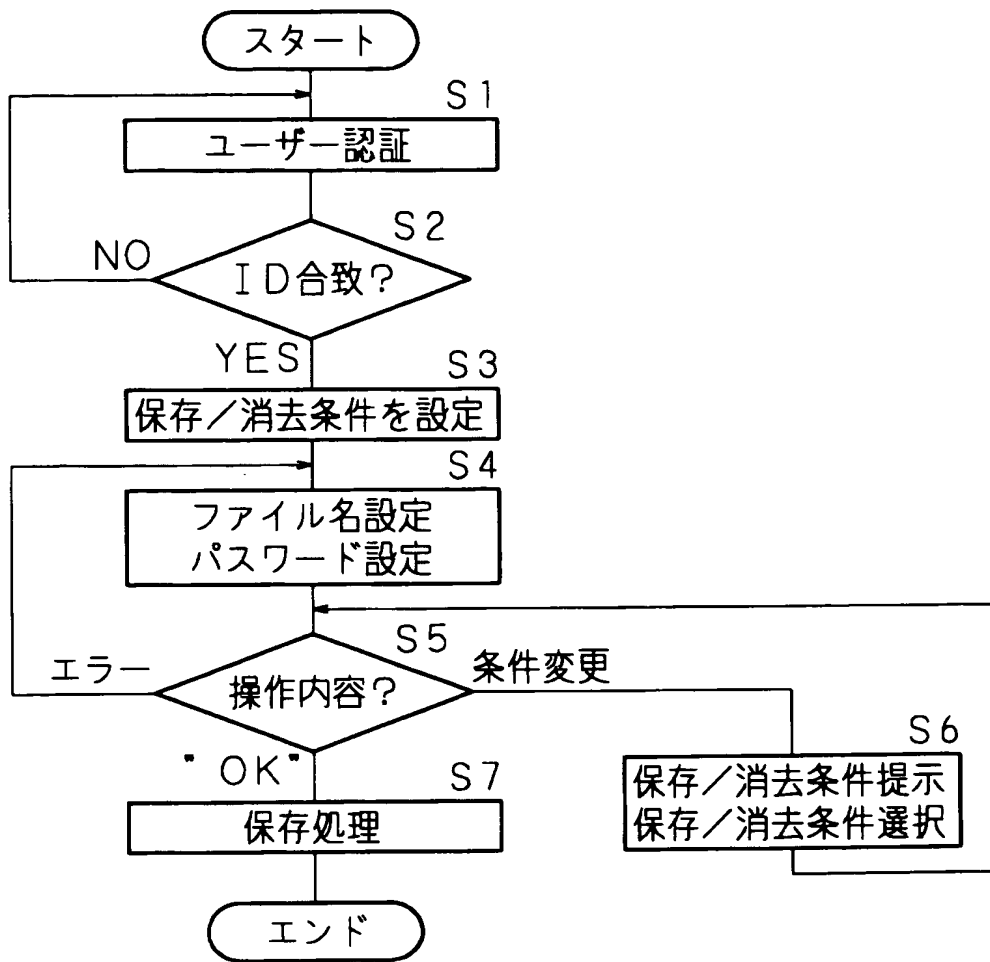 スタート
S1
ユーザー認証
S2
NO
ID合致?
YES
S3
保存/消去条件を設定
S4
ファイル名設定
パスワード設定
S5
エラー
条件変更
操作内容?
S6
"OK"
S7
保存/消去条件提示
保存/消去条件選択
保存処理
エンド